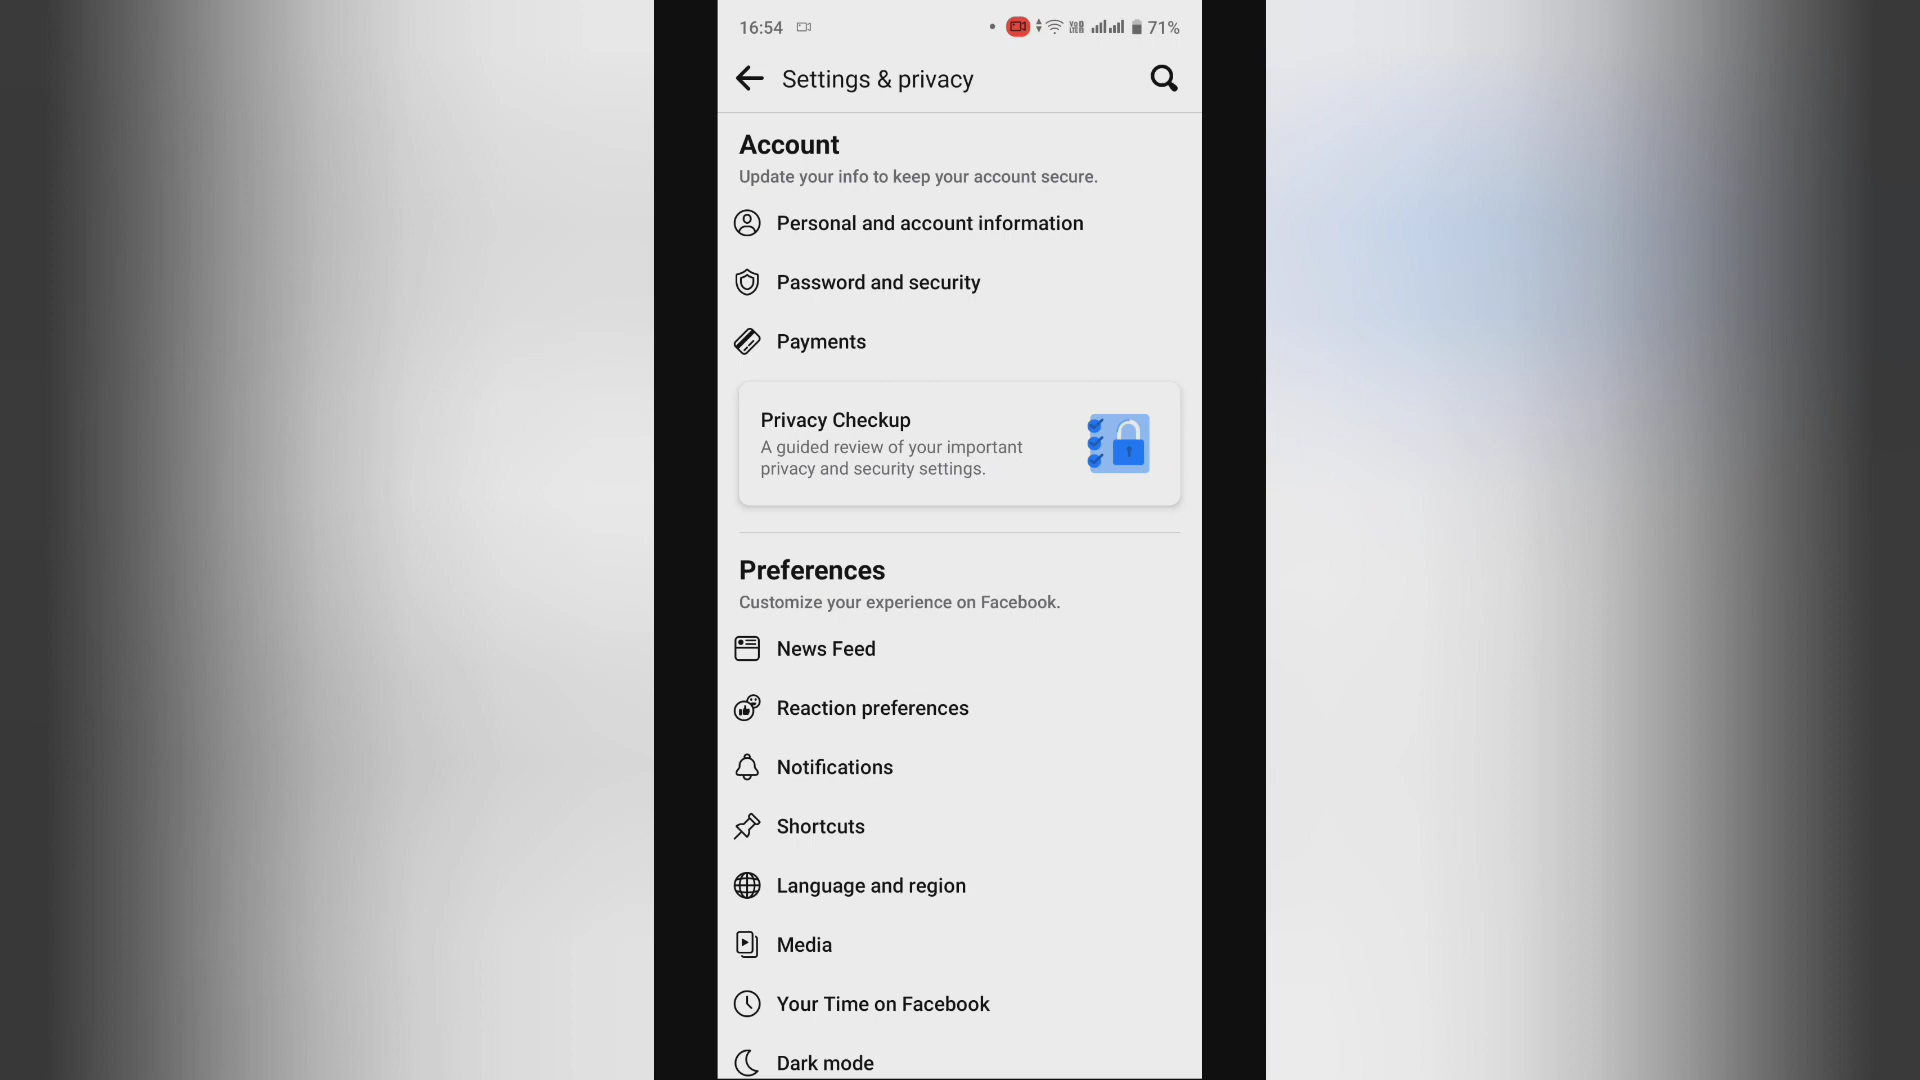 16:54
71%
Settings & privacy
Account
Update your info to keep your account secure.
Personal and account information
Password and security
Payments
Privacy Checkup
A guided review of your important
privacy and security settings.
Preferences
Customize your experience on Facebook.
News Feed
Reaction preferences
Notifications
Shortcuts
Language and region
Media
Your Time on Facebook
Dark mode